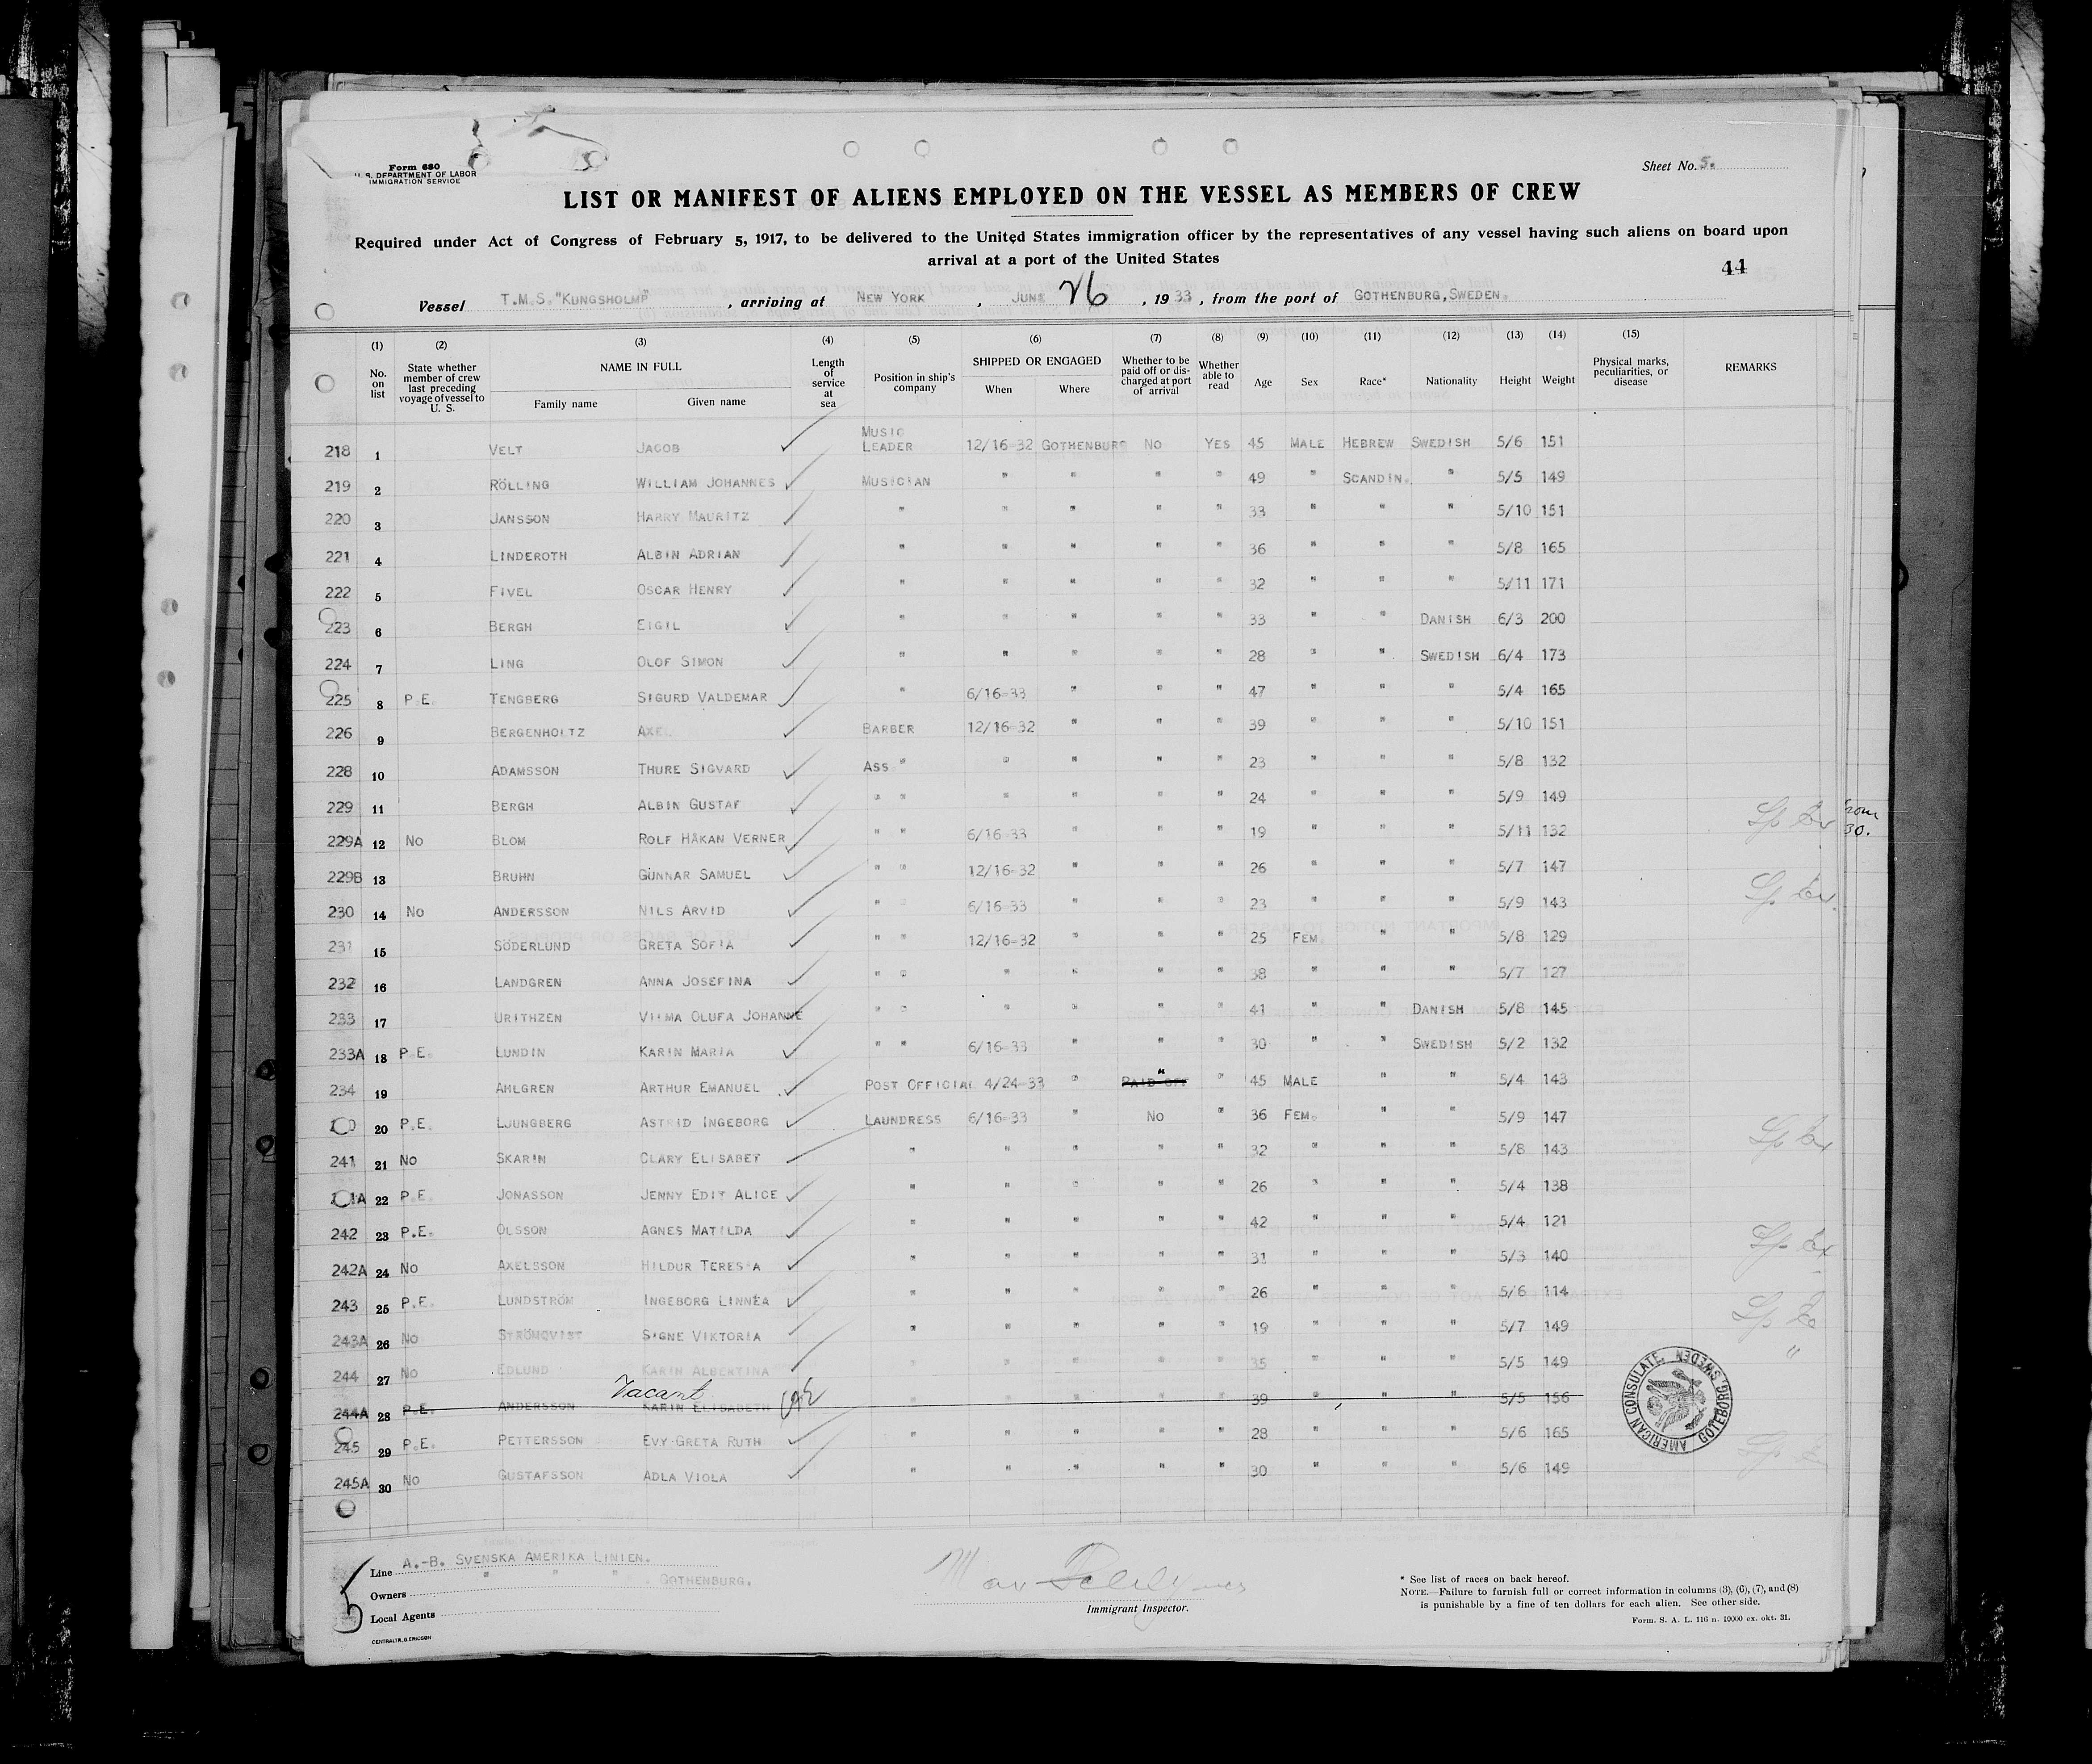 Form 680
U. S. DEPARTMENT OF LABOR
IMMIGRATION SERVICE
Sheet No. 5.
LIST OR MANIFEST OF ALIENS EMPLOYED ON THE VESSEL AS MEMBERS OF CREW
Required under Act of Congress of February 5, 1917, to be delivered to the United States immigration officer by the representatives of any vessel having such aliens on board upon
arrival at a port of the United States
44
Vessel T.M.S. "KUNGSHOLM" , arriving at NEW YORK , JUNE 26 , 1933 , from the port of GOTHENBURG, SWEDEN.
(1) (2) (3) (4) (5) (6) (7) (8) (9) (10) (11) (12) (13) (14) (15)
No. on list
State whether member of crew last preceding voyage of vessel to U. S.
NAME IN FULL
Family name
Given name
Length of service at sea
Position in ship's company
SHIPPED OR ENGAGED
When
Where
Whether to be paid off or discharged at port of arrival
Whether able to read
Age
Sex
Race*
Nationality
Height
Weight
Physical marks, peculiarities, or disease
REMARKS
218 1 VELT JACOB MUSIC LEADER 12/16-32 GOTHENBURG NO YES 45 MALE HEBREW SWEDISH 5/6 151
219 2 RÖLLING WILLIAM JOHANNES MUSICIAN " " " " 49 " SCANDIN. " 5/5 149
220 3 JANSSON HARRY MAURITZ " " " " " 33 " " " 5/10 151
221 4 LINDEROTH ALBIN ADRIAN " " " " " 36 " " " 5/8 165
222 5 FIVEL OSCAR HENRY " " " " " 32 " " " 5/11 171
223 6 BERGH EIGIL " " " " " 33 " " DANISH 6/3 200
224 7 LING OLOF SIMON " " " " " 28 " " SWEDISH 6/4 173
225 8 P.E. TENGBERG SIGURD VALDEMAR " 6/16-33 " " " 47 " " " 5/4 165
226 9 BERGENHOLTZ AXEL BARBER 12/16-32 " " " 39 " " " 5/10 151
228 10 ADAMSSON THURE SIGVARD ASS " " " " " 23 " " " 5/8 132
229 11 BERGH ALBIN GUSTAF " " " " " " 24 " " " 5/9 149
229A 12 NO BLOM ROLF HÅKAN VERNER " " 6/16-33 " " " 19 " " " 5/11 132
30.
229B 13 BRUHN GUNNAR SAMUEL " " 12/16-32 " " " 26 " " " 5/7 147
230 14 NO ANDERSSON NILS ARVID " " 6/16-33 " " " 23 " " " 5/9 143
231 15 SÖDERLUND GRETA SOFIA " " 12/16-32 " " " 25 FEM. " " 5/8 129
232 16 LANDGREN ANNA JOSEFINA " " " " " " 38 " " " 5/7 127
233 17 URITHZEN VILMA OLUFA JOHANNE " " " " " " 41 " " DANISH 5/8 145
233A 18 P.E. LUNDIN KARIN MARIA " " 6/16-33 " " " 30 " " SWEDISH 5/2 132
234 19 AHLGREN ARTHUR EMANUEL POST OFFICIAL 4/24-33 " PAID OFF " " 45 MALE " " 5/4 143
20 P.E. LJUNGBERG ASTRID INGEBORG LAUNDRESS 6/16-33 " NO " 36 FEM. " " 5/9 147
241 21 NO SKARIN CLARY ELISABET " " " " " 32 " " " 5/8 143
22 P.E. JONASSON JENNY EDIT ALICE " " " " " 26 " " " 5/4 138
242 23 P.E. OLSSON AGNES MATILDA " " " " " 42 " " " 5/4 121
242A 24 NO AXELSSON HILDUR TERESIA " " " " " 31 " " " 5/3 140
243 25 P.E. LUNDSTRÖM INGEBORG LINNÉA " " " " " 26 " " " 5/6 114
243A 26 NO STRÖMQVIST SIGNE VIKTORIA " " " " " 19 " " " 5/7 149
244 27 NO EDLUND KARIN ALBERTINA " " " " " 35 " " " 5/5 149 "
Vacant
244A 28 P.E. ANDERSSON KARIN ELISABETH " " " " 39 " " " 5/5 156
245 29 P.E. PETTERSSON EVY GRETA RUTH " " " " " 28 " " " 5/6 165
245A 30 NO GUSTAFSSON ADLA VIOLA " " " " " 30 " " " 5/6 149
AMERICAN CONSULATE, GOTEBORG, SWEDEN
5
Line A.-B. SVENSKA AMERIKA LINIEN.
Owners " " " . GOTHENBURG.
Local Agents
CENTRALTR, G. ERICSON
Immigrant Inspector.
* See list of races on back hereof.
NOTE.—Failure to furnish full or correct information in columns (3), (6), (7), and (8)
is punishable by a fine of ten dollars for each alien. See other side.
Form. S. A. L. 116 n. 10000 ex. okt. 31.